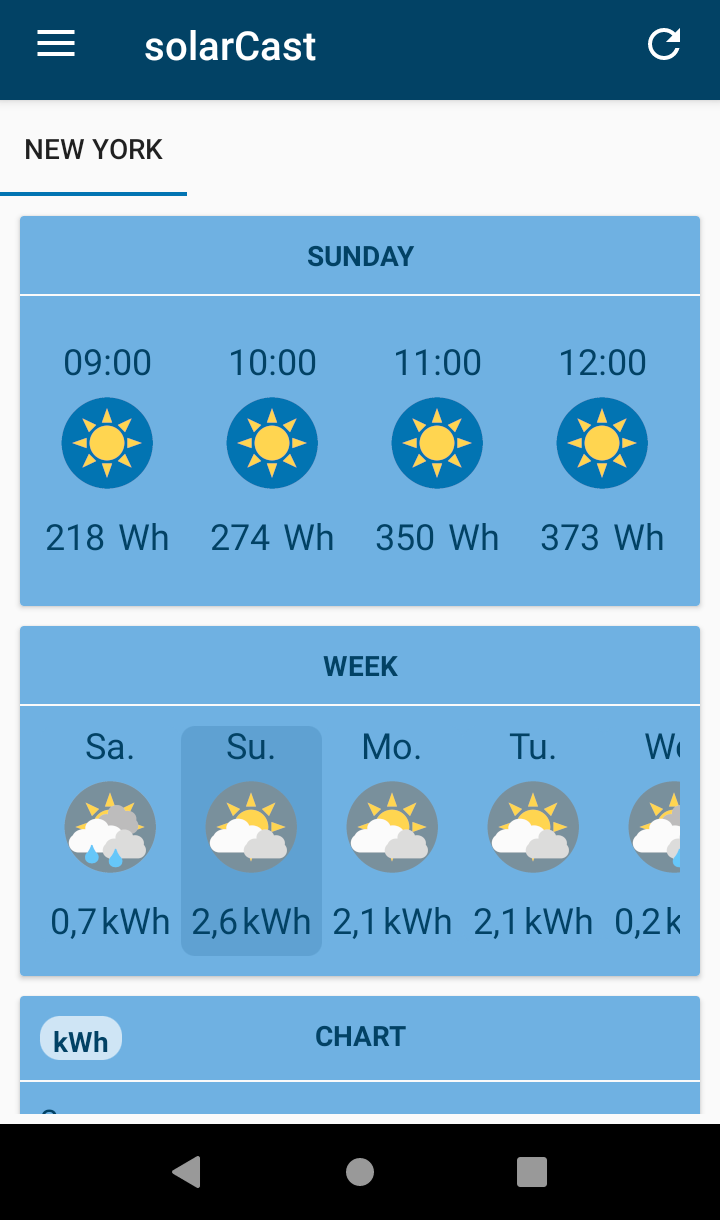 solarCast
NEW YORK
SUNDAY
09:00 10:00 11:00 12:00
218 Wh 274 Wh 350 Wh 373 Wh
WEEK
Sa. Su. Mo. Tu.
0,7 kWh 2,6 kWh 2,1 kWh 2,1 kWh 0,2 k
kWh CHART